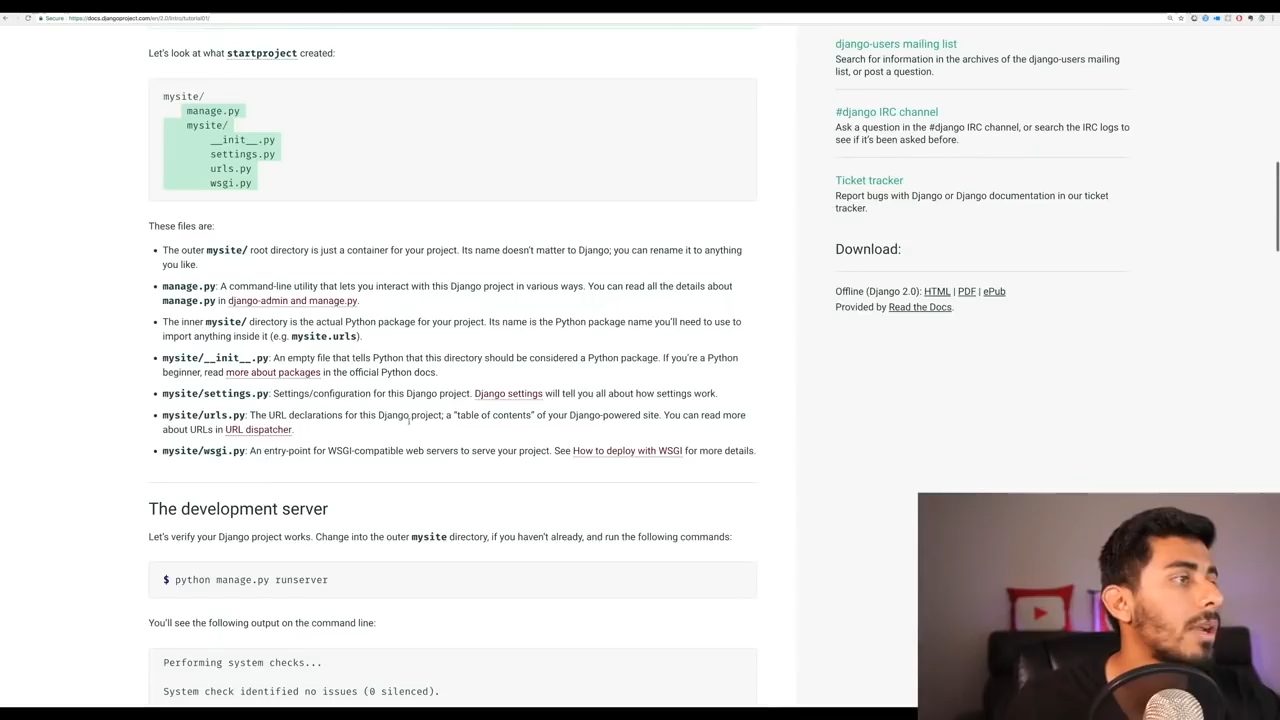 Secure https://docs.djangoproject.com/en/2.0/intro/tutorial01/
Let's look at what startproject created:
mysite/
manage.py
mysite/
__init__.py
settings.py
urls.py
wsgi.py
These files are:
• The outer mysite/ root directory is just a container for your project. Its name doesn't matter to Django; you can rename it to anything
you like.
• manage.py: A command-line utility that lets you interact with this Django project in various ways. You can read all the details about
manage.py in django-admin and manage.py.
• The inner mysite/ directory is the actual Python package for your project. Its name is the Python package name you'll need to use to
import anything inside it (e.g. mysite.urls).
• mysite/__init__.py: An empty file that tells Python that this directory should be considered a Python package. If you're a Python
beginner, read more about packages in the official Python docs.
• mysite/settings.py: Settings/configuration for this Django project. Django settings will tell you all about how settings work.
• mysite/urls.py: The URL declarations for this Django project; a "table of contents" of your Django-powered site. You can read more
about URLs in URL dispatcher.
• mysite/wsgi.py: An entry-point for WSGI-compatible web servers to serve your project. See How to deploy with WSGI for more details.
The development server
Let's verify your Django project works. Change into the outer mysite directory, if you haven't already, and run the following commands:
$ python manage.py runserver
You'll see the following output on the command line:
Performing system checks...
System check identified no issues (0 silenced).
django-users mailing list
Search for information in the archives of the django-users mailing
list, or post a question.
#django IRC channel
Ask a question in the #django IRC channel, or search the IRC logs to
see if it's been asked before.
Ticket tracker
Report bugs with Django or Django documentation in our ticket
tracker.
Download:
Offline (Django 2.0): HTML | PDF | ePub
Provided by Read the Docs.